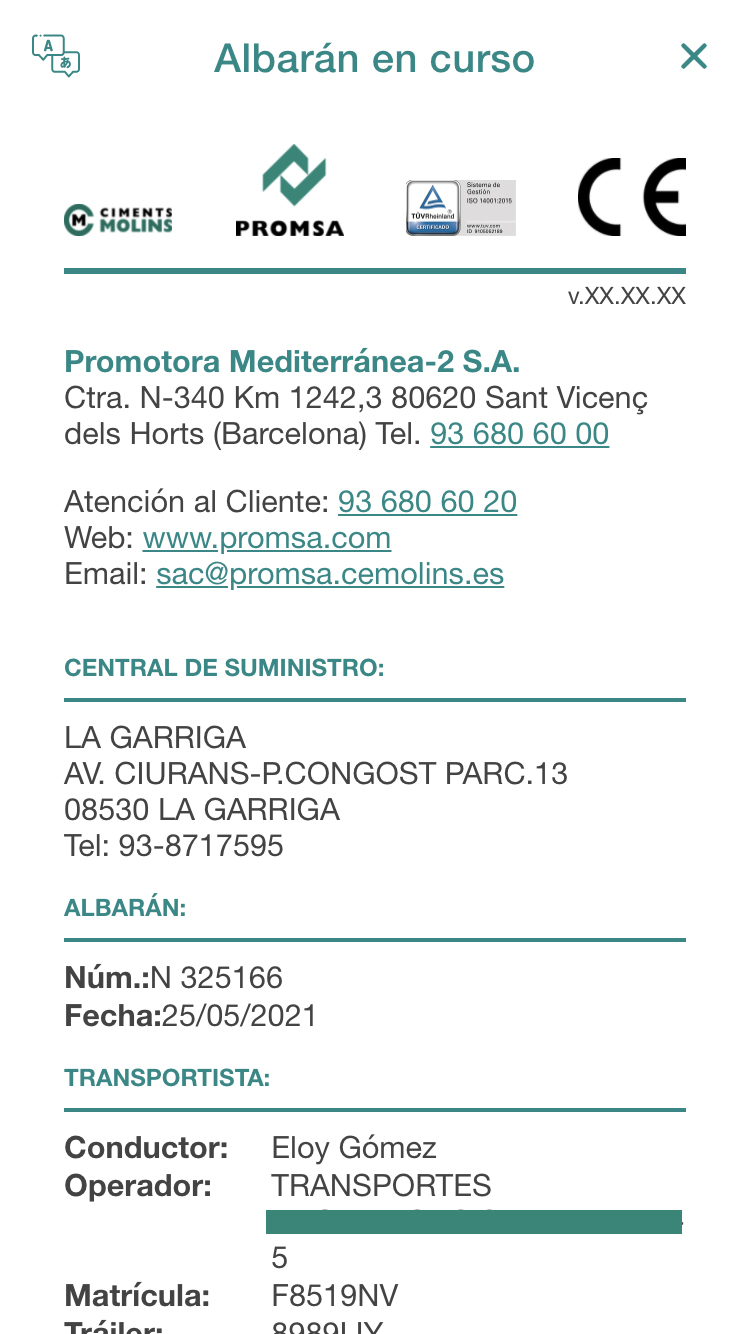 A
あ
Albarán en curso
CIMENTS
MOLINS
PROMSA
TÜVRheinland
CERTIFICADO
Sistema de
Gestión
ISO 14001:2015
www.tuv.com
ID 9105052189
CE
v.XX.XX.XX
Promotora Mediterránea-2 S.A.
Ctra. N-340 Km 1242,3 80620 Sant Vicenç
dels Horts (Barcelona) Tel. 93 680 60 00
Atención al Cliente: 93 680 60 20
Web: www.promsa.com
Email: sac@promsa.cemolins.es
CENTRAL DE SUMINISTRO:
LA GARRIGA
AV. CIURANS-P.CONGOST PARC.13
08530 LA GARRIGA
Tel: 93-8717595
ALBARÁN:
Núm.:N 325166
Fecha:25/05/2021
TRANSPORTISTA:
Conductor: Eloy Gómez
Operador: TRANSPORTES
5
Matrícula: F8519NV
Tráiler: